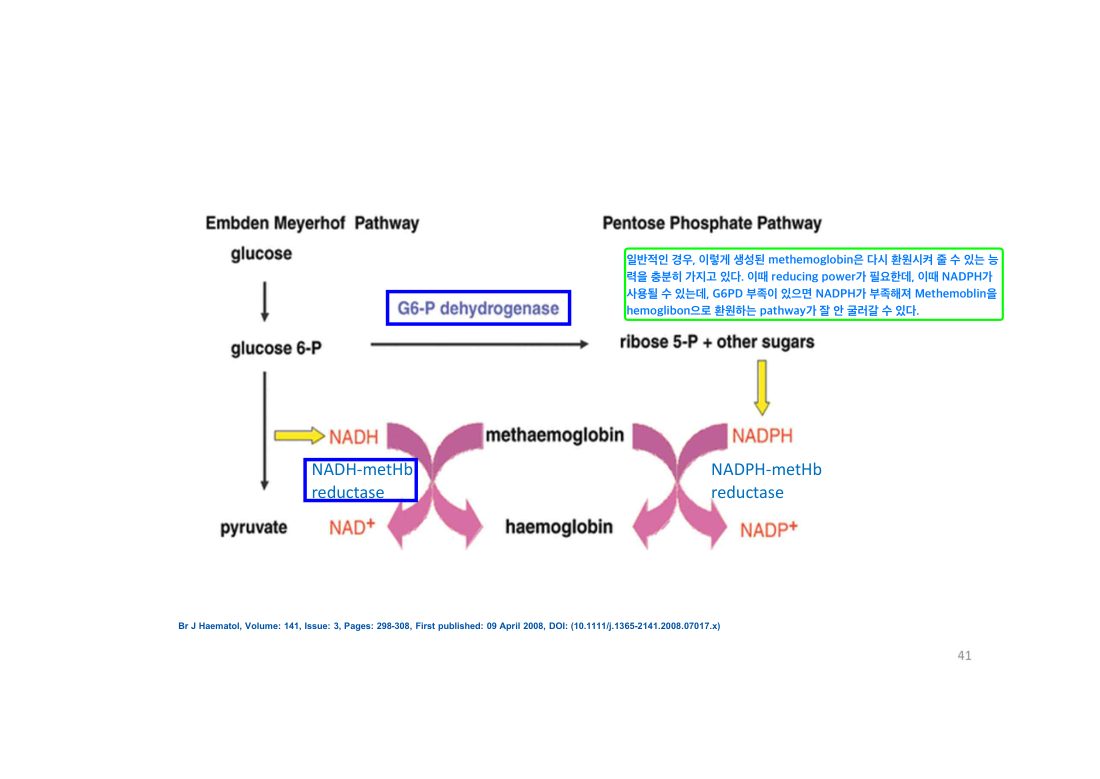 Embden Meyerhof Pathway
Pentose Phosphate Pathway
glucose
일반적인 경우, 이렇게 생성된 methemoglobin은 다시 환원시켜 줄 수 있는 능
력을 충분히 가지고 있다. 이때 reducing power가 필요한데, 이때 NADPH가
사용될 수 있는데, G6PD 부족이 있으면 NADPH가 부족해져 Methemoblin을
hemoglibon으로 환원하는 pathway가 잘 안 굴러갈 수 있다.
G6-P dehydrogenase
glucose 6-P
ribose 5-P + other sugars
NADH
methaemoglobin
NADPH
NADH-metHb
reductase
NADPH-metHb
reductase
pyruvate
NAD+
haemoglobin
NADP+
Br J Haematol, Volume: 141, Issue: 3, Pages: 298-308, First published: 09 April 2008, DOI: (10.1111/j.1365-2141.2008.07017.x)
41